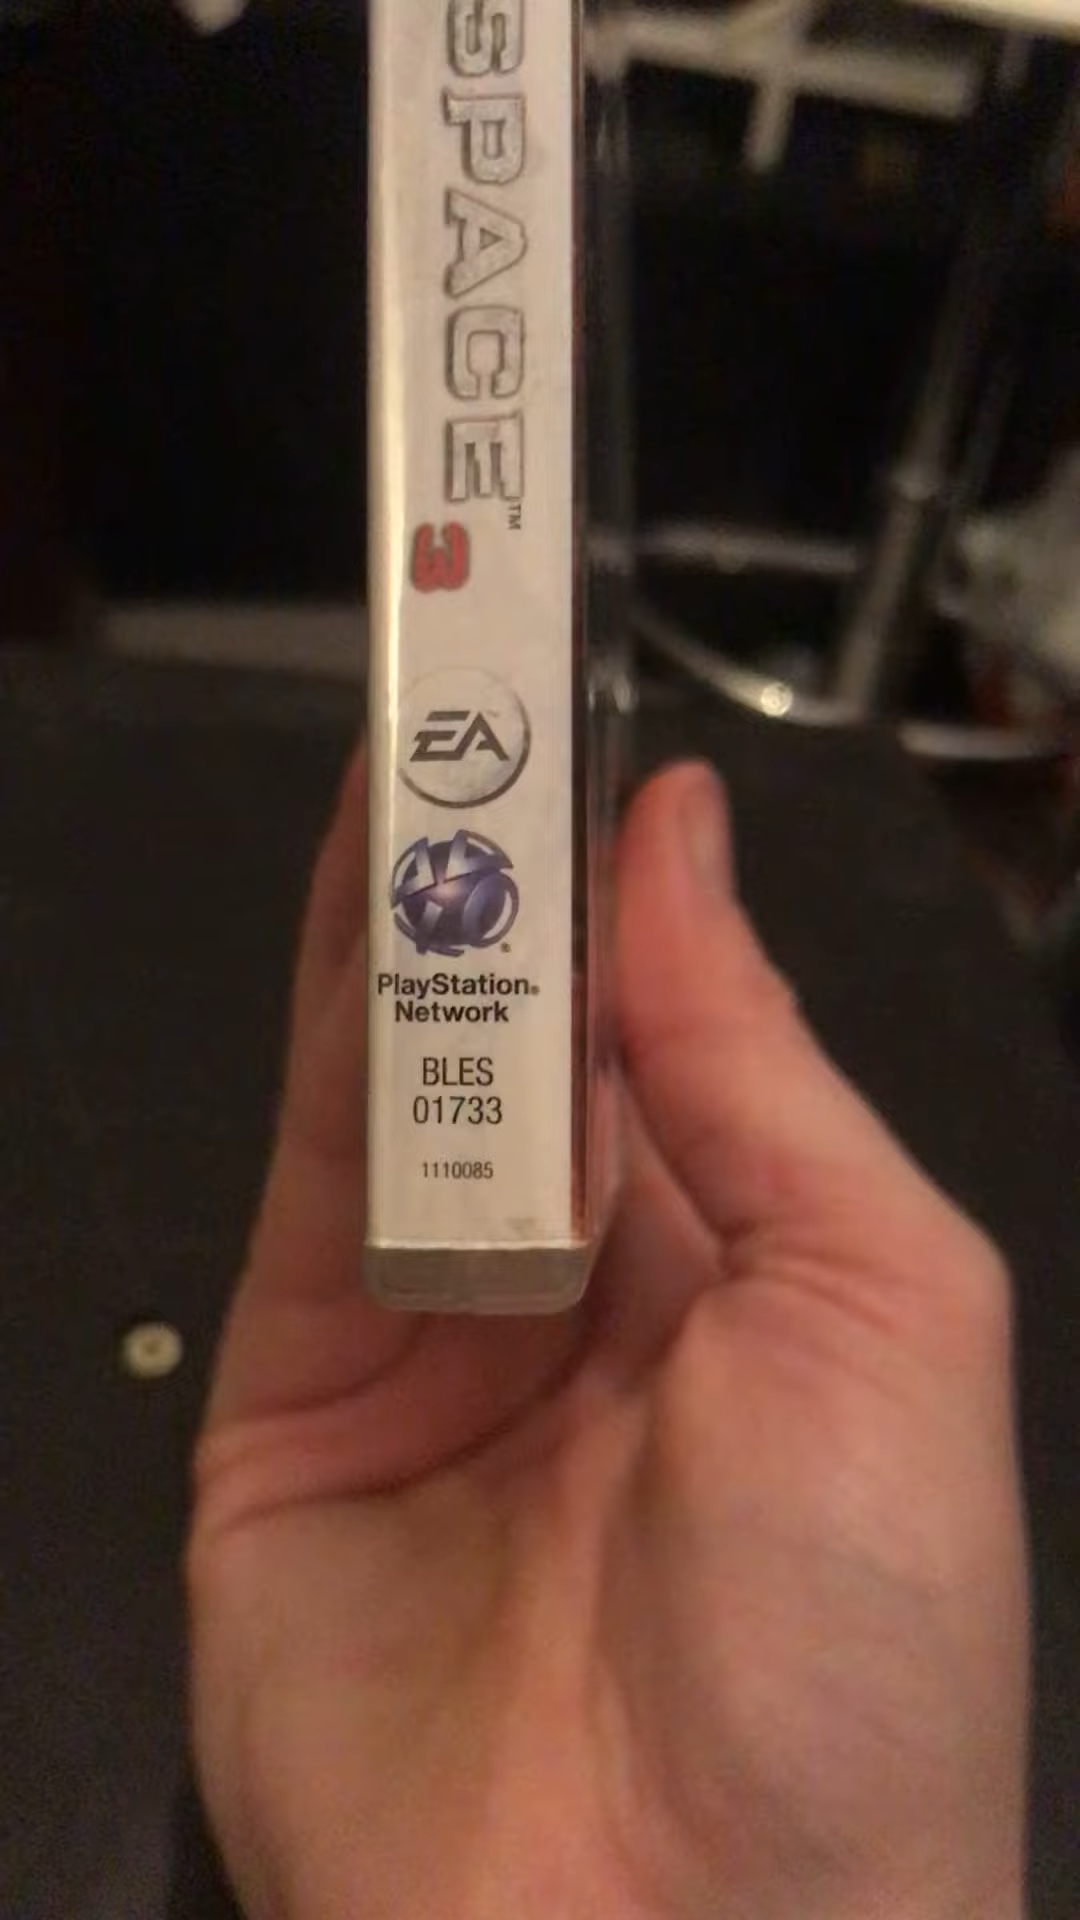 SPACE™
3
EA
PlayStation®
Network
BLES
01733
1110085